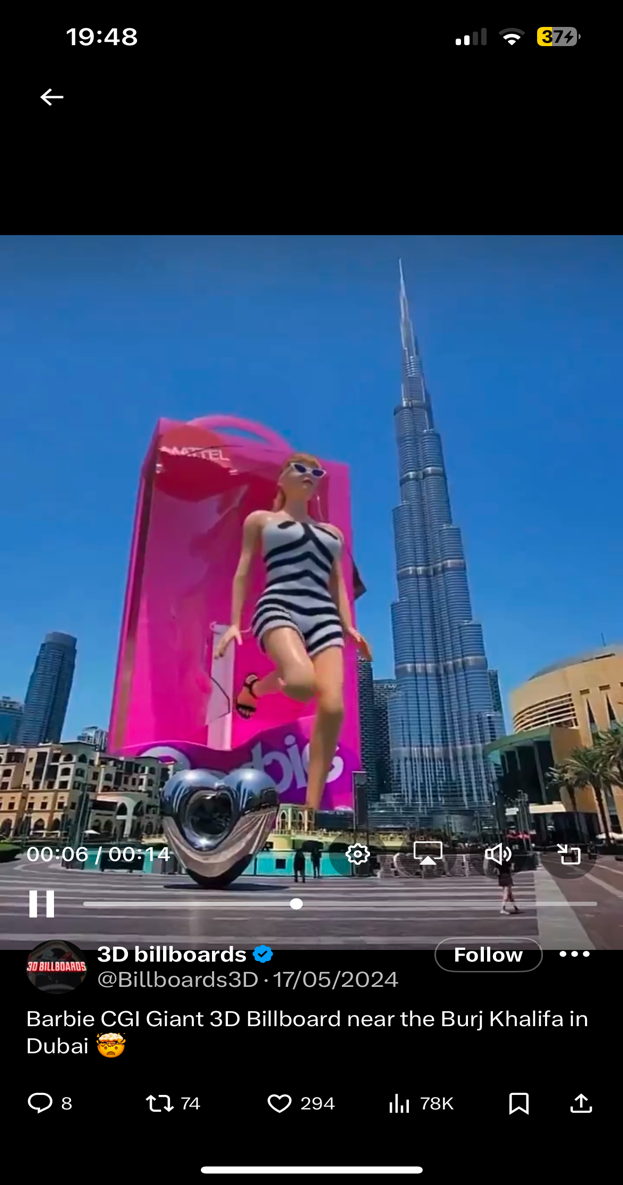 19:48
37
MATTEL
Barbie
00:06 / 00:14
3D BILLBOARDS
3D billboards
Follow
@Billboards3D · 17/05/2024
Barbie CGI Giant 3D Billboard near the Burj Khalifa in
Dubai 🤯
8
74
294
78K